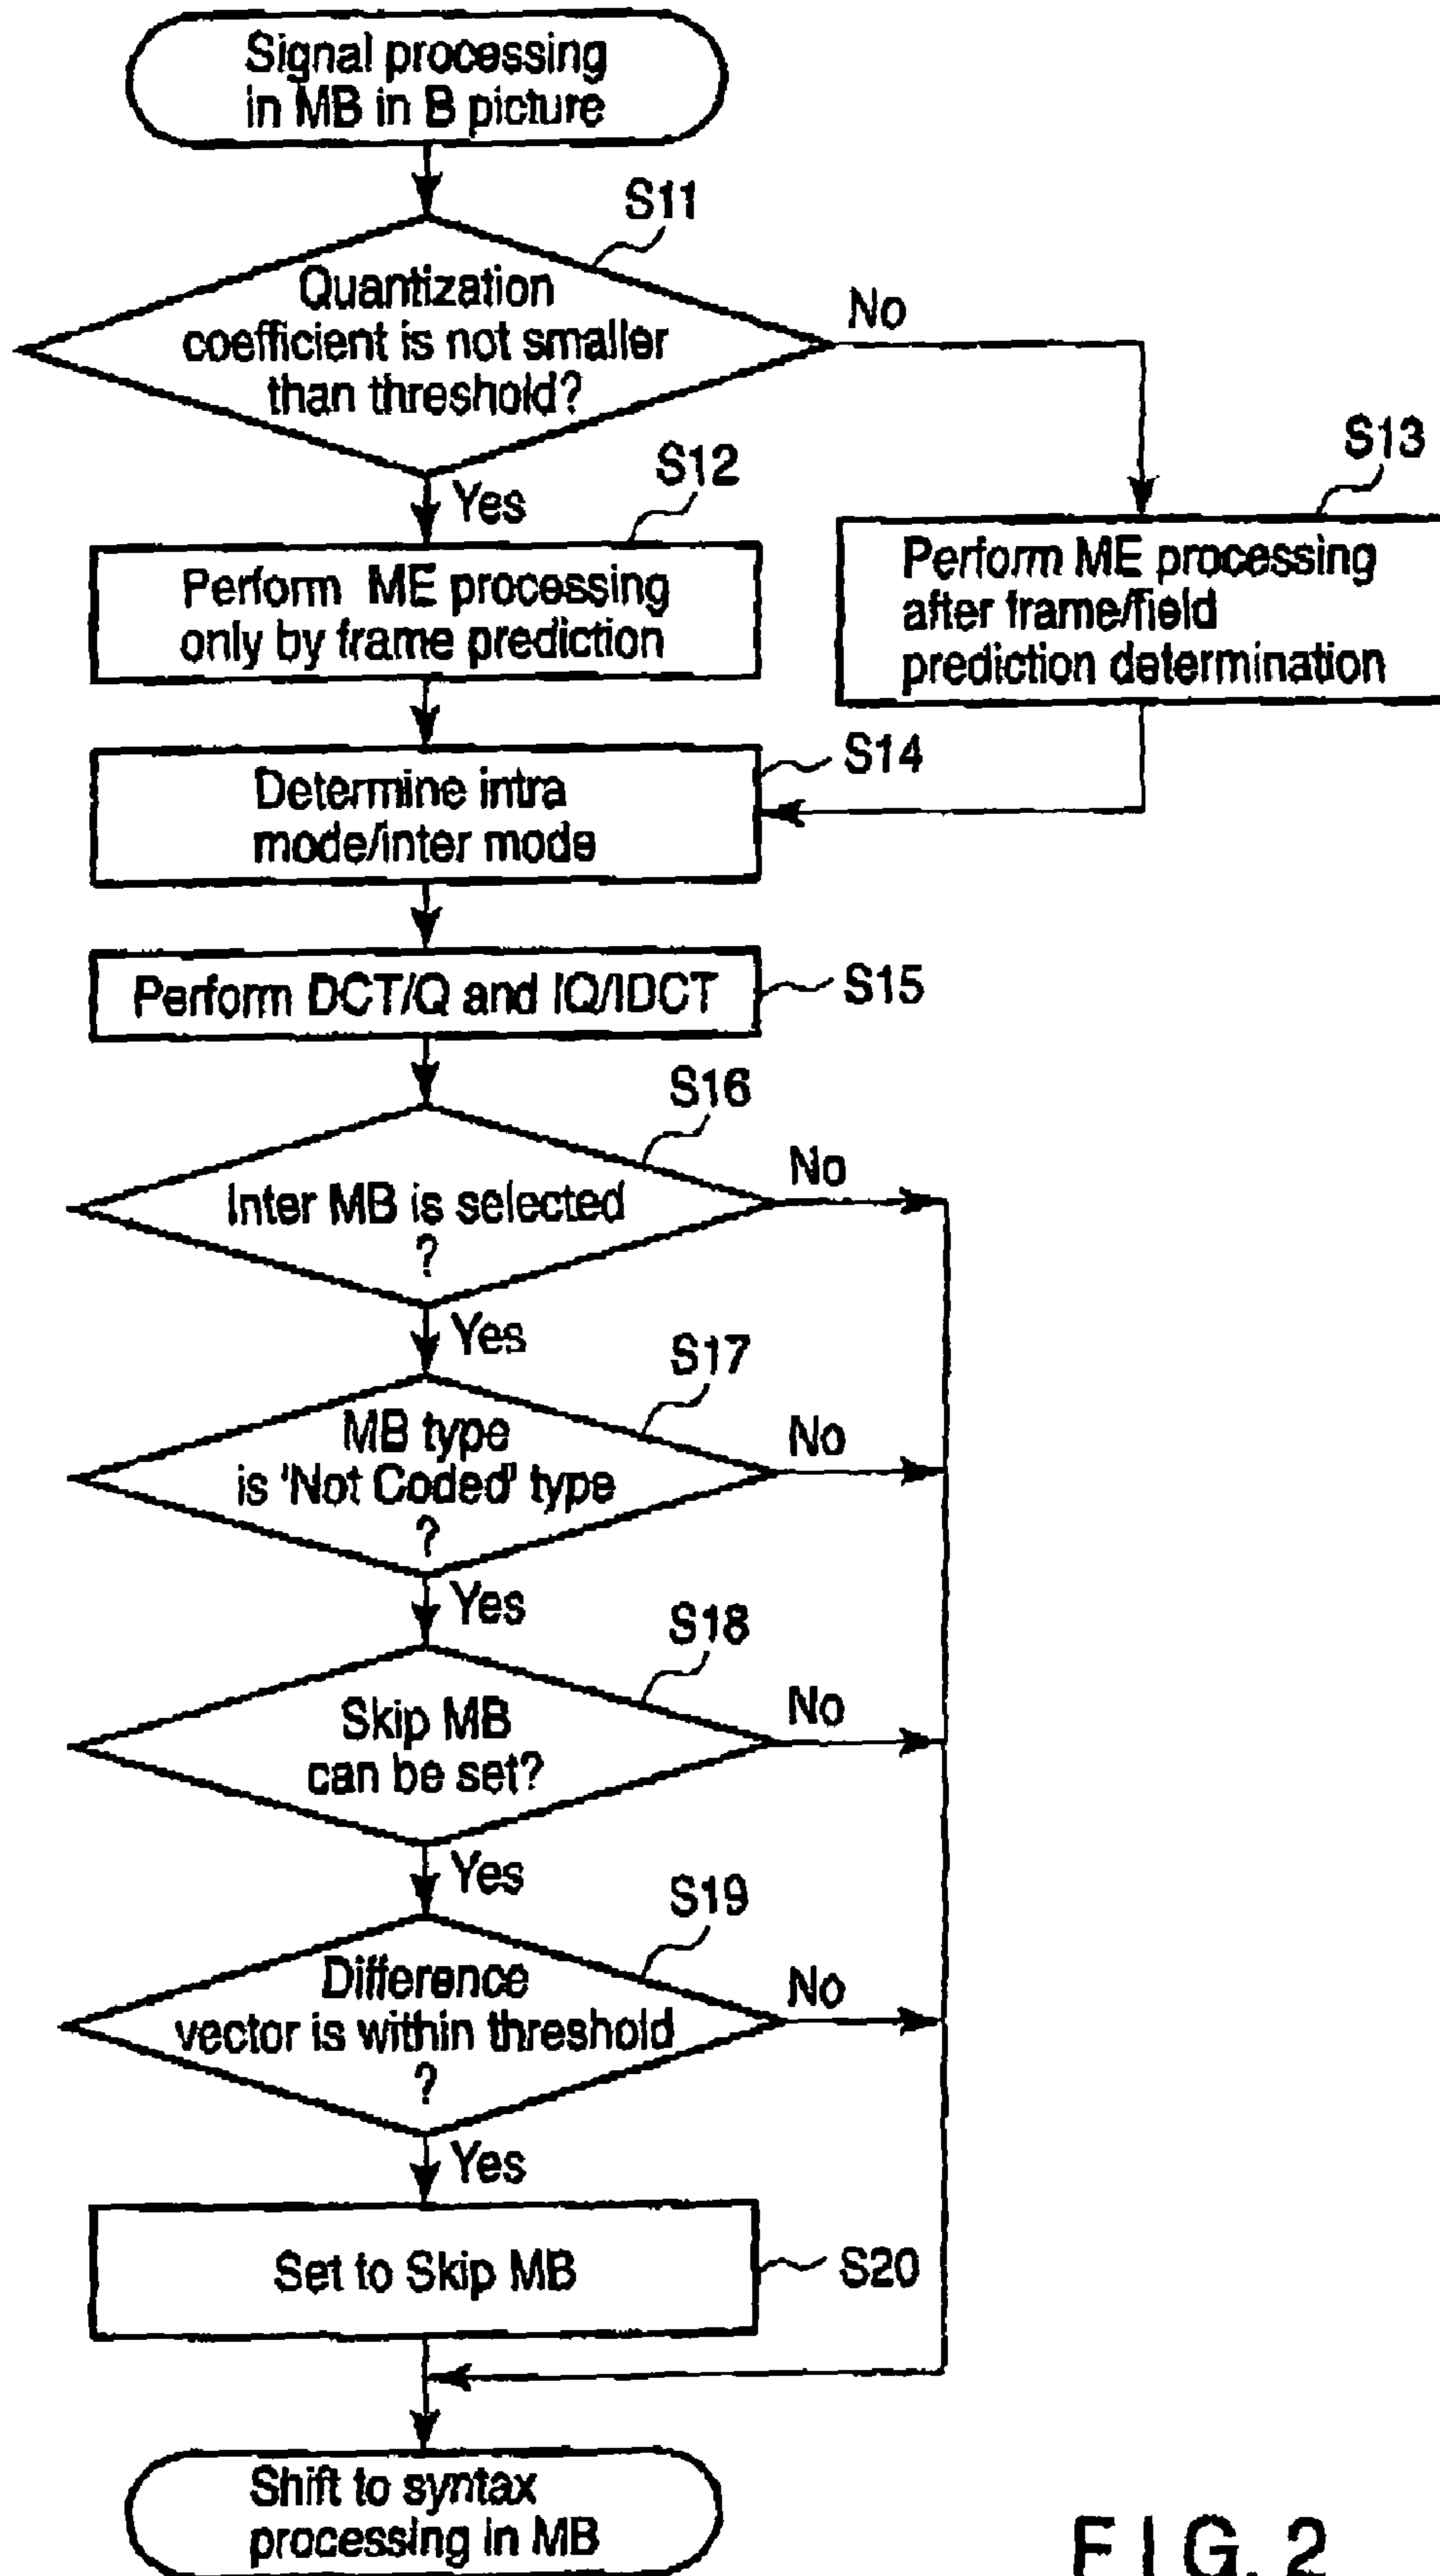 Signal processing
in MB in B picture
S11
Quantization
coefficient is not smaller
than threshold?
No
Yes
S12
Perform ME processing
only by frame prediction
S13
Perform ME processing
after frame/field
prediction determination
S14
Determine intra
mode/inter mode
Perform DCT/Q and IQ/IDCT
S15
S16
Inter MB is selected
?
No
Yes
S17
MB type
is 'Not Coded' type
?
No
Yes
S18
Skip MB
can be set?
No
Yes
S19
Difference
vector is within threshold
?
No
Yes
Set to Skip MB
S20
Shift to syntax
processing in MB
FIG. 2